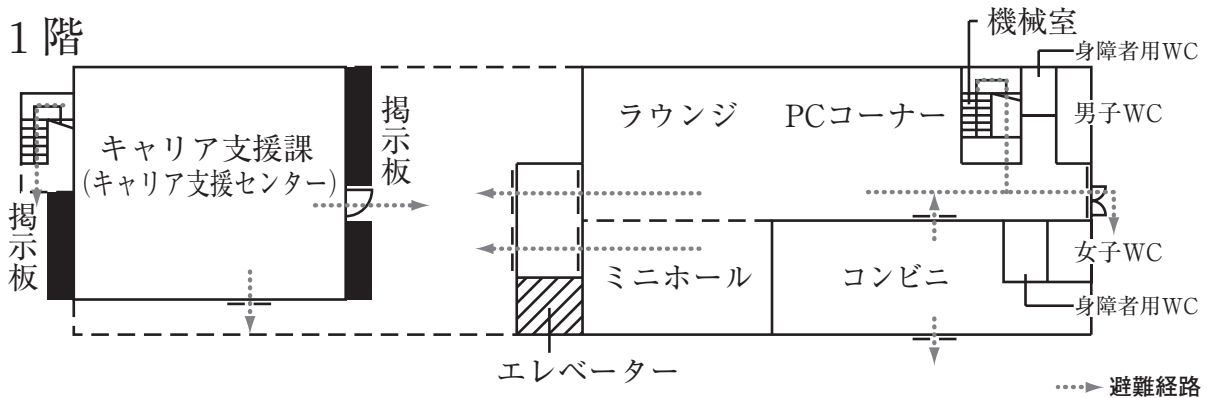 1階
機械室
身障者用WC
掲示板
ラウンジ
PCコーナー
男子WC
キャリア支援課
(キャリア支援センター)
掲示板
女子WC
ミニホール
コンビニ
身障者用WC
エレベーター
避難経路